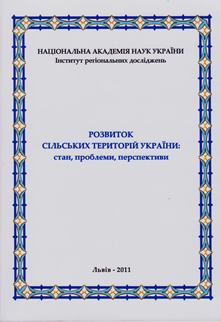 НАЦІОНАЛЬНА АКАДЕМІЯ НАУК УКРАЇНИ
Інститут регіональних досліджень
РОЗВИТОК
СІЛЬСЬКИХ ТЕРИТОРІЙ УКРАЇНИ:
стан, проблеми, перспективи
Львів - 2011